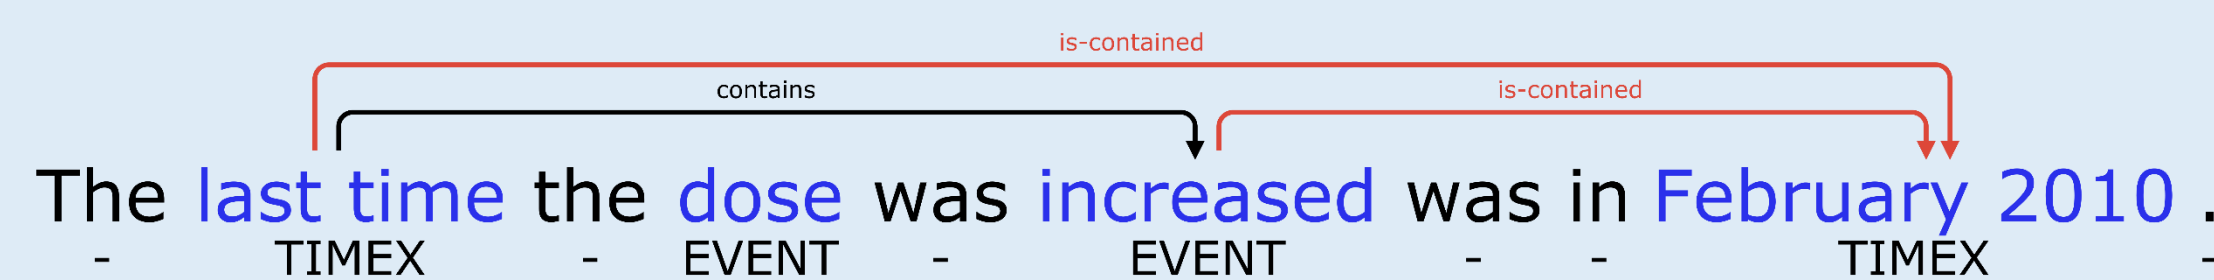 is-contained
contains is-contained
The last time the dose was increased was in February 2010 .
- TIMEX - EVENT - EVENT - - TIMEX -